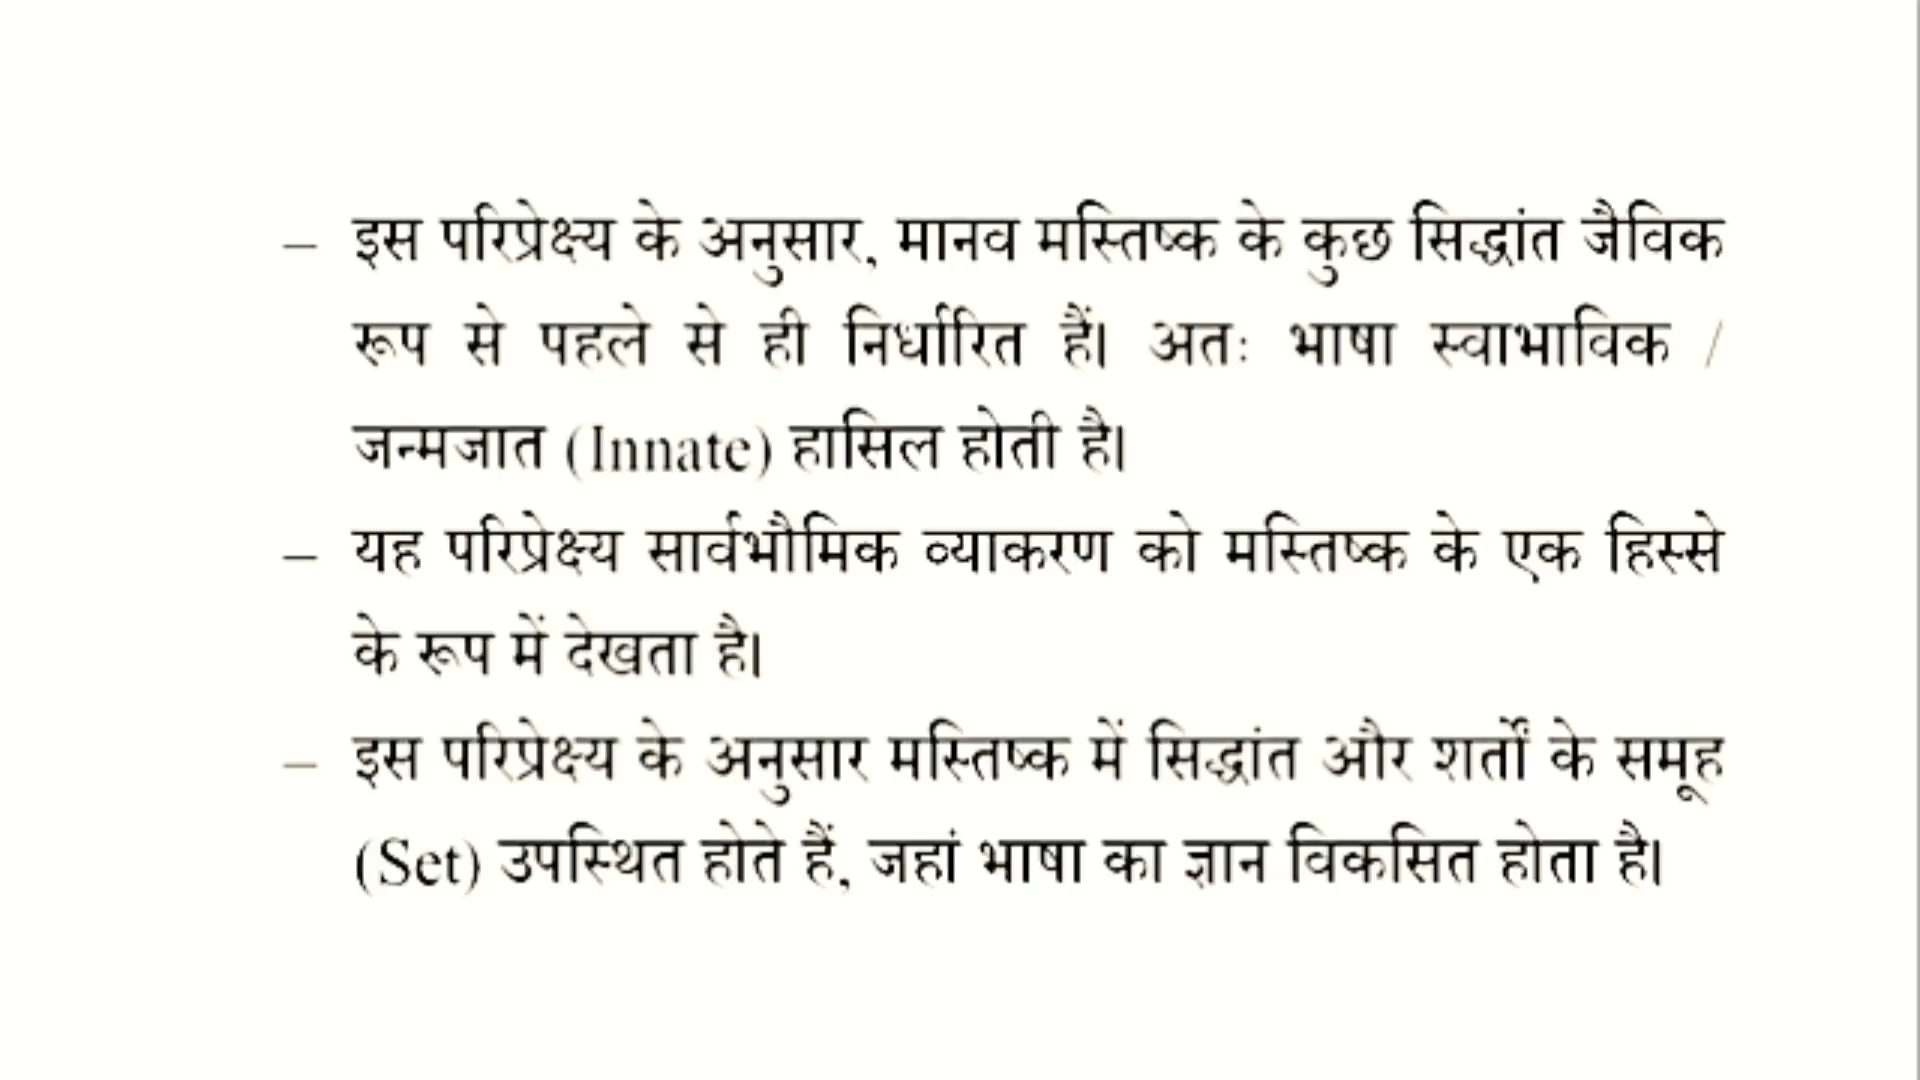 – इस परिप्रेक्ष्य के अनुसार, मानव मस्तिष्क के कुछ सिद्धांत जैविक
रूप से पहले से ही निर्धारित हैं। अतः भाषा स्वाभाविक /
जन्मजात (Innate) हासिल होती है।
– यह परिप्रेक्ष्य सार्वभौमिक व्याकरण को मस्तिष्क के एक हिस्से
के रूप में देखता है।
– इस परिप्रेक्ष्य के अनुसार मस्तिष्क में सिद्धांत और शर्तों के समूह
(Set) उपस्थित होते हैं, जहां भाषा का ज्ञान विकसित होता है।